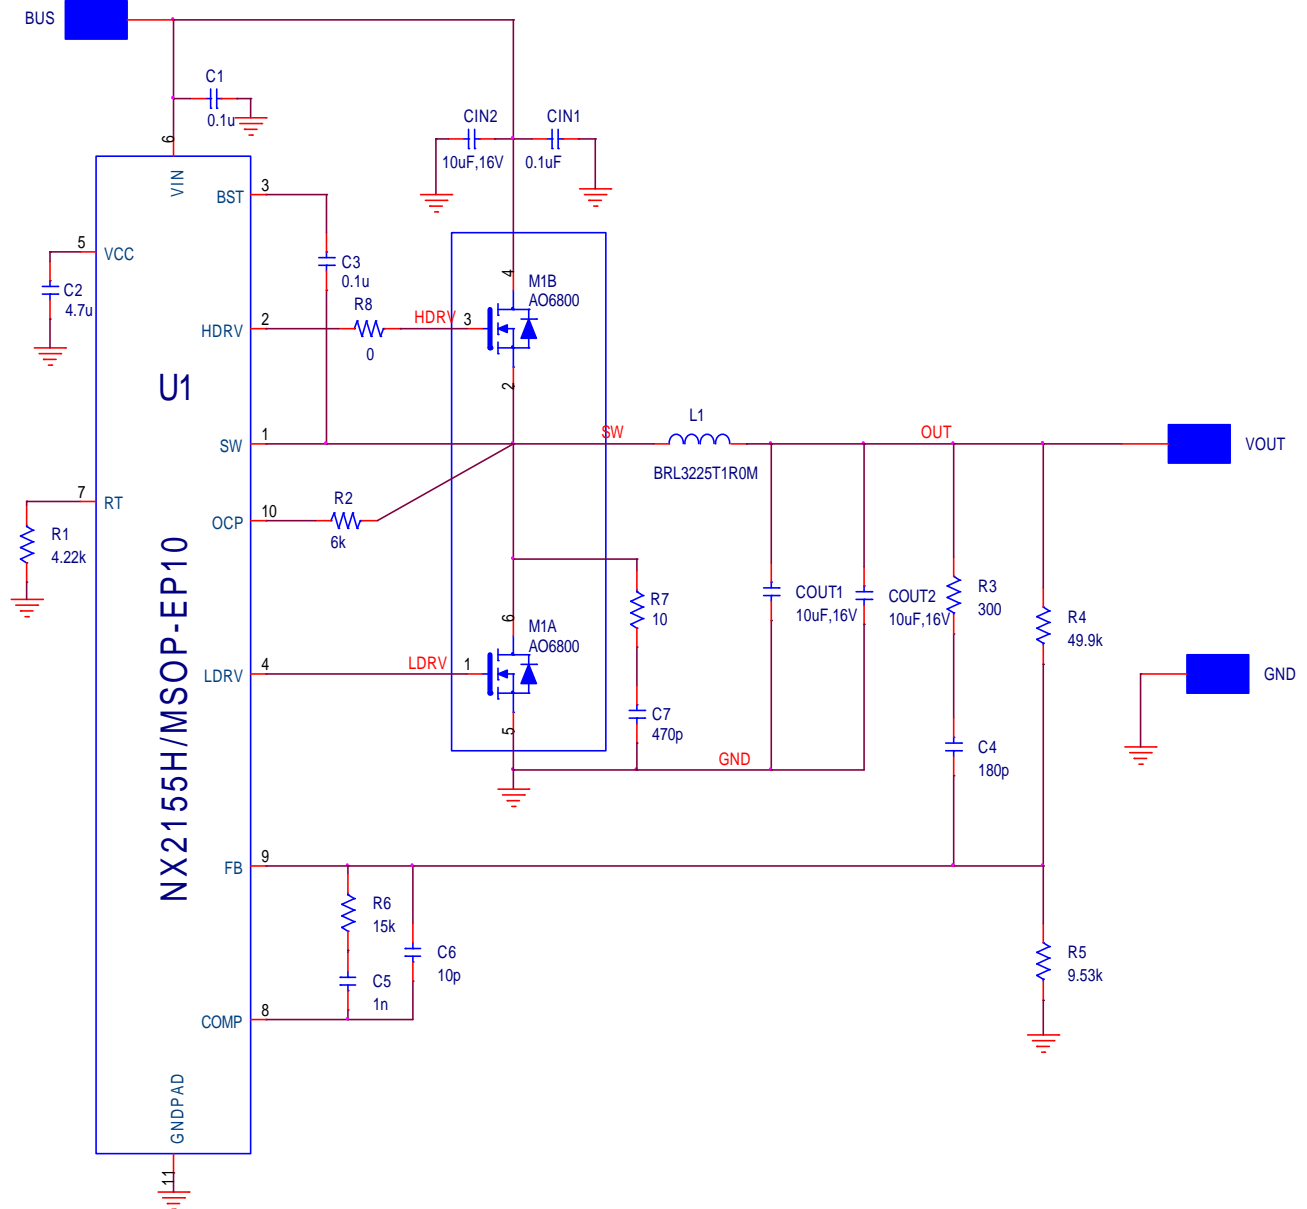 BUS
C1
0.1u
6
VIN
CIN2
10uF,16V
CIN1
0.1uF
BST
3
5
VCC
C2
4.7u
C3
0.1u
4
M1B
AO6800
HDRV
2
R8
0
HDRV
3
2
U1
SW
1
SW
L1
BRL3225T1R0M
OUT
VOUT
7
RT
R1
4.22k
OCP
10
R2
6k
NX2155H/MSOP-EP10
COUT1
10uF,16V
COUT2
10uF,16V
R3
300
R4
49.9k
R7
10
6
M1A
AO6800
LDRV
4
LDRV
1
5
C7
470p
GND
C4
180p
GND
FB
9
R6
15k
C6
10p
C5
1n
COMP
8
R5
9.53k
GNDPAD
11